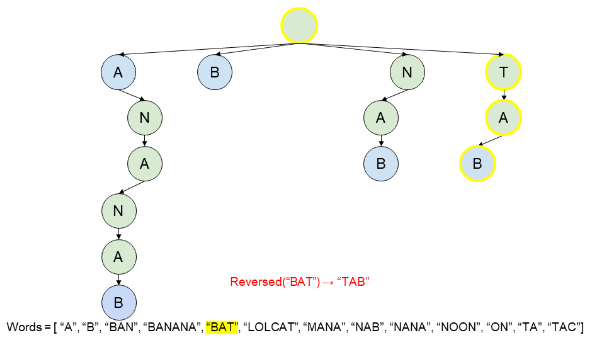 A B N T
N A A
A B B
N
A
B
Reversed("BAT") → "TAB"
Words = [ "A", "B", "BAN", "BANANA", "BAT", "LOLCAT", "MANA", "NAB", "NANA", "NOON", "ON", "TA", "TAC"]